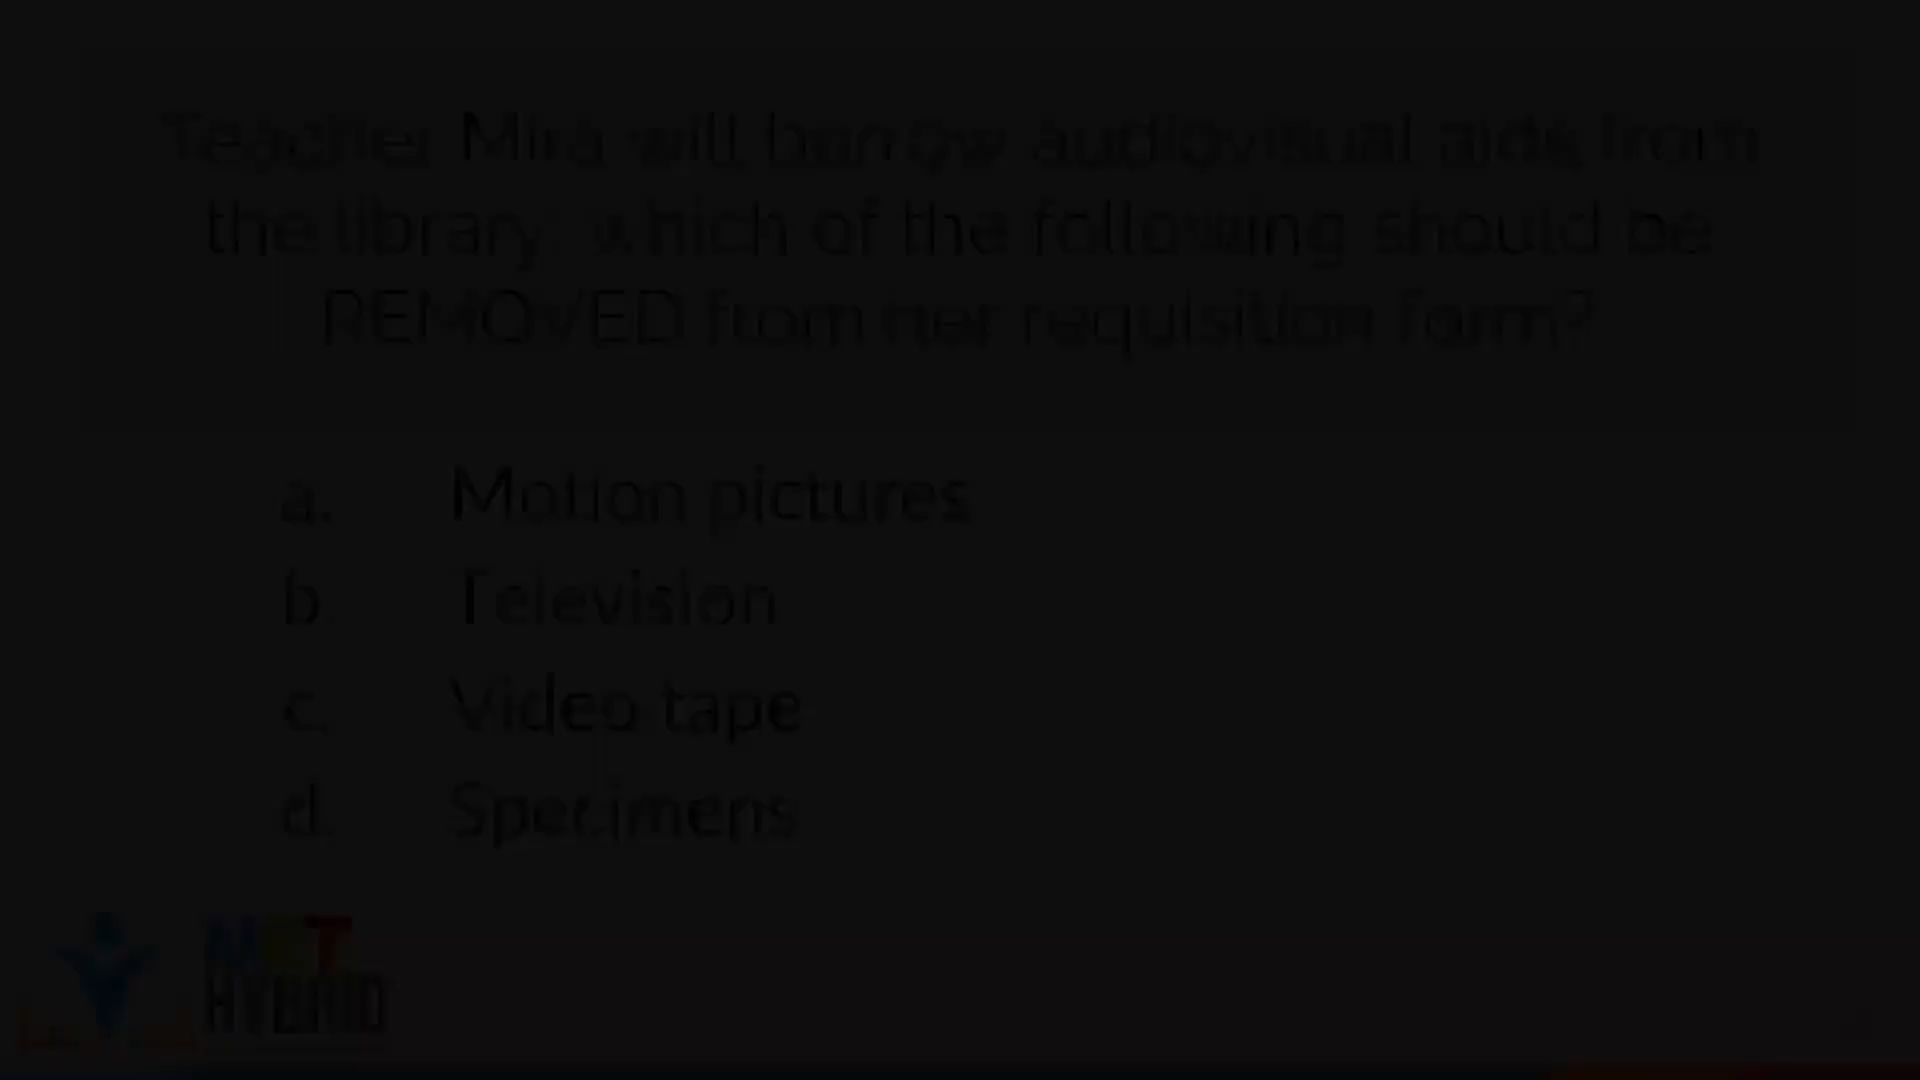 Teacher Mira will borrow audiovisual aids from
the library, which of the following should be
REMOVED from her requisition form?
a. Motion pictures
b. Television
c. Video tape
d. Specimens
NET
HYBRID